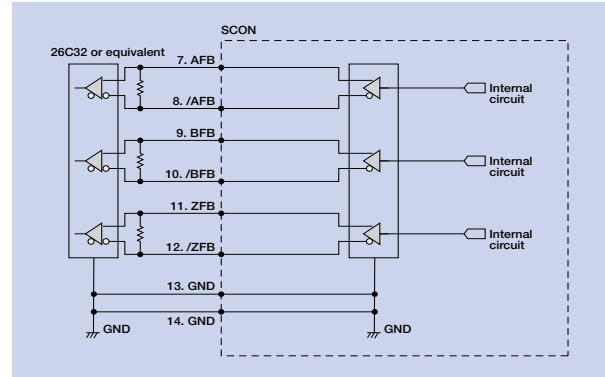 SCON
26C32 or equivalent
7. AFB
8. /AFB
Internal
circuit
9. BFB
10. /BFB
Internal
circuit
11. ZFB
12. /ZFB
Internal
circuit
13. GND
14. GND
GND
GND